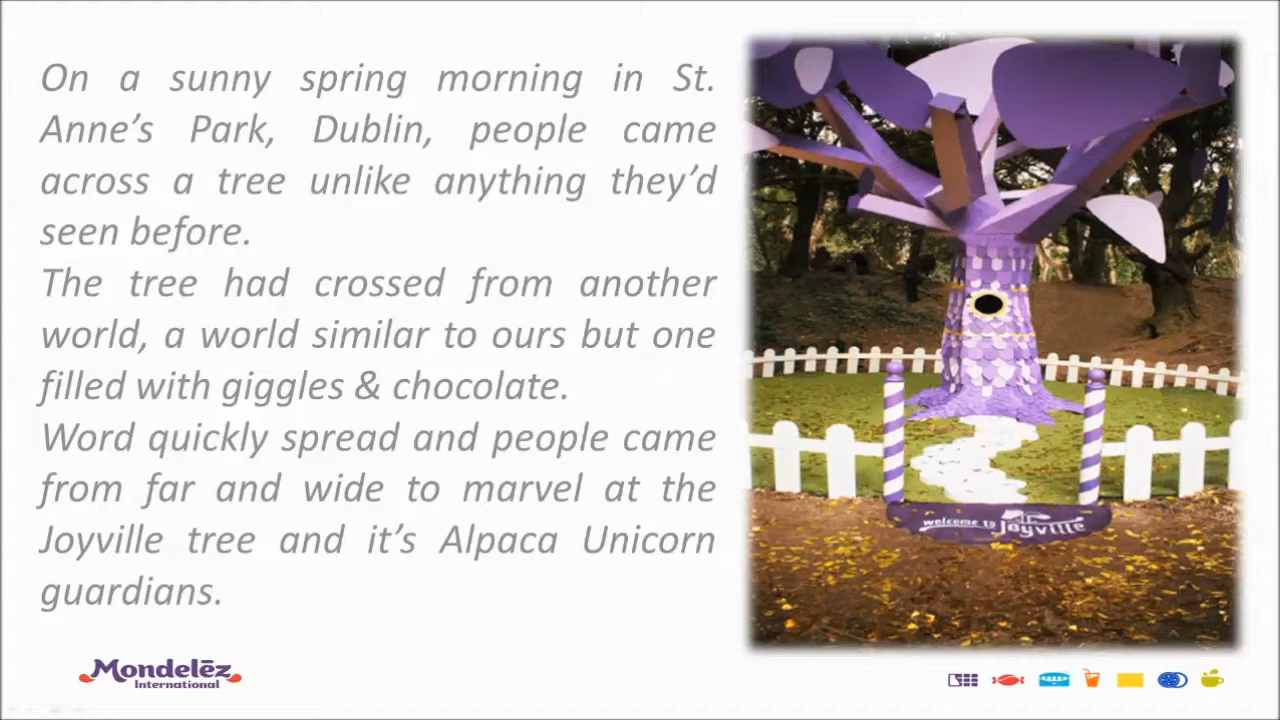 On a sunny spring morning in St.
Anne's Park, Dublin, people came
across a tree unlike anything they'd
seen before.
The tree had crossed from another
world, a world similar to ours but one
filled with giggles & chocolate.
Word quickly spread and people came
from far and wide to marvel at the
Joyville tree and it's Alpaca Unicorn
guardians.
welcome to Joyville
Mondelēz
International